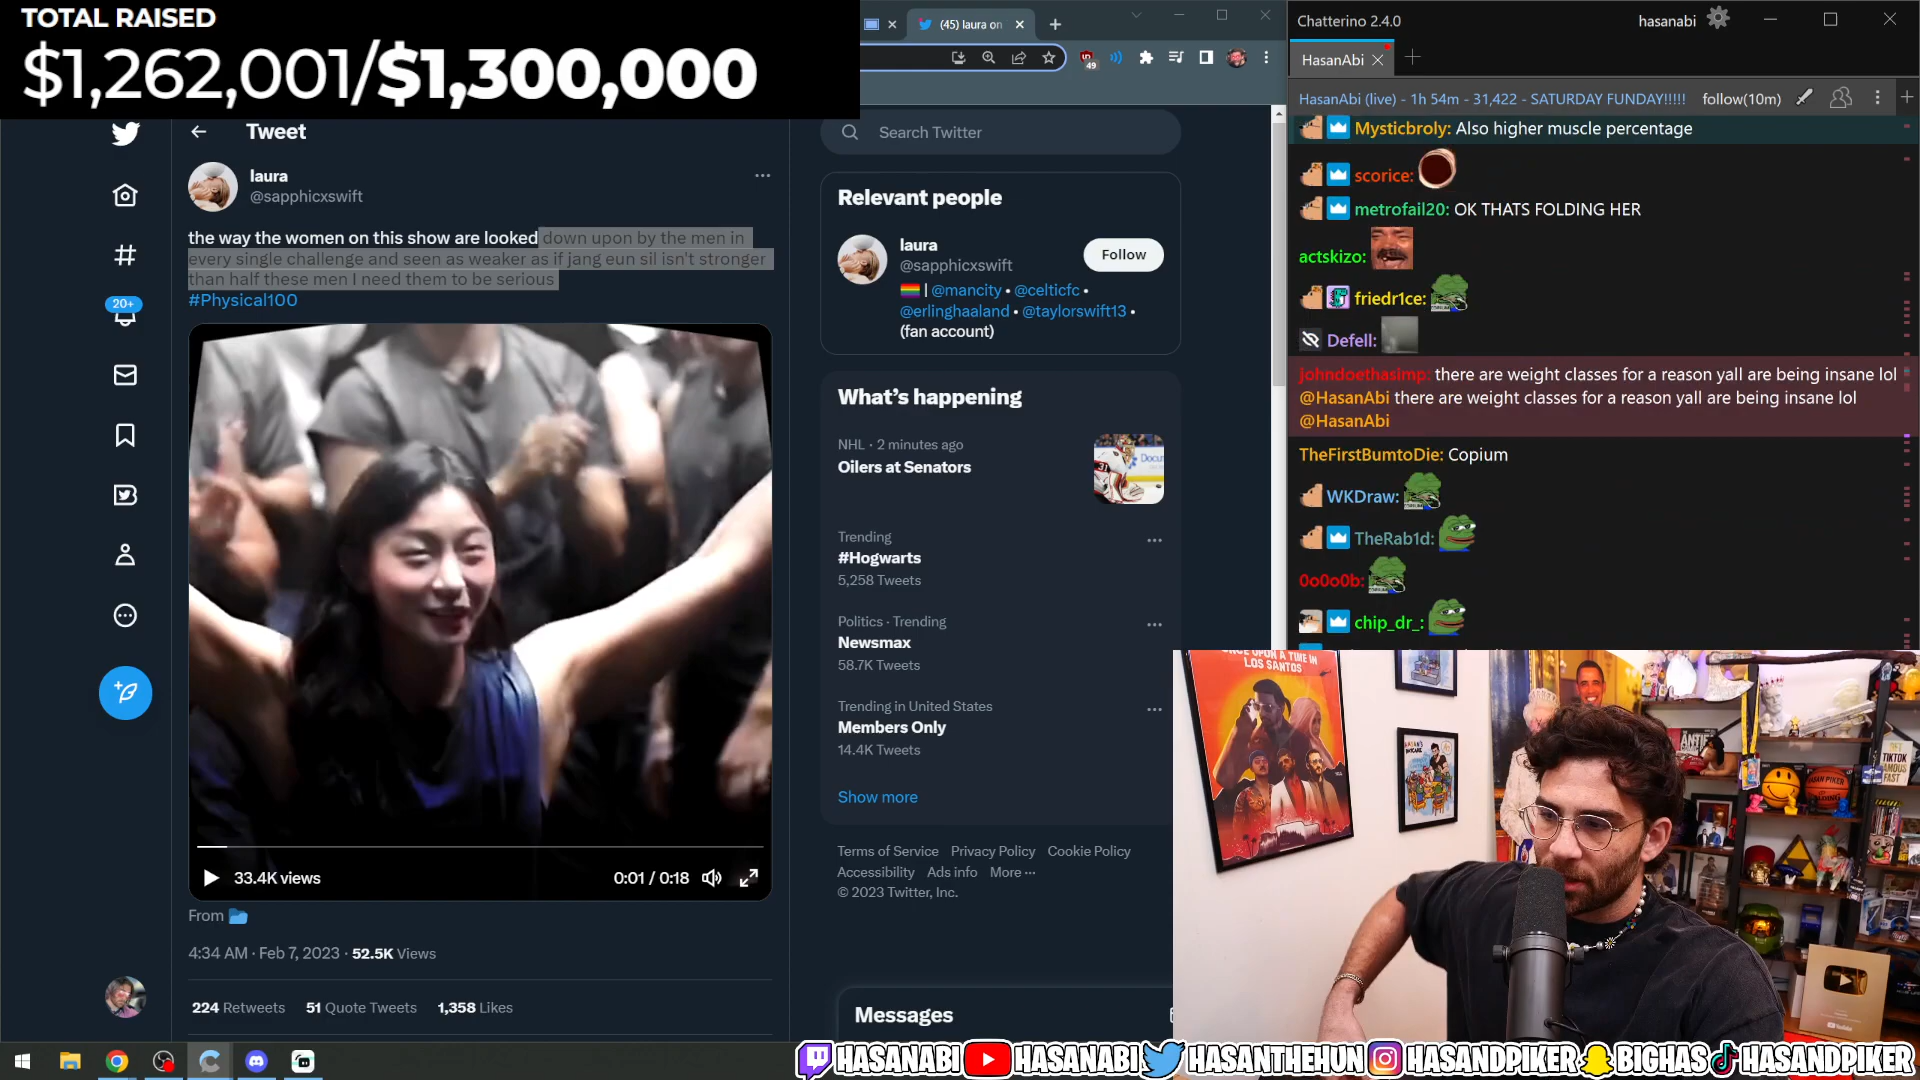 TOTAL RAISED
$1,262,001/$1,300,000
(45) laura on
49
Tweet
laura
@sapphicxswift
the way the women on this show are looked down upon by the men in
every single challenge and seen as weaker as if jang eun sil isn't stronger
than half these men I need them to be serious
#Physical100
20+
33.4K views
0:01 / 0:18
From
4:34 AM · Feb 7, 2023 · 52.5K Views
224 Retweets 51 Quote Tweets 1,358 Likes
Search Twitter
Relevant people
laura
@sapphicxswift
Follow
| @mancity • @celticfc •
@erlinghaaland • @taylorswift13 •
(fan account)
What's happening
NHL · 2 minutes ago
Oilers at Senators
Trending
#Hogwarts
5,258 Tweets
Politics · Trending
Newsmax
58.7K Tweets
Trending in United States
Members Only
14.4K Tweets
Show more
Terms of Service Privacy Policy Cookie Policy
Accessibility Ads info More ···
© 2023 Twitter, Inc.
Messages
Chatterino 2.4.0
hasanabi
HasanAbi
HasanAbi (live) - 1h 54m - 31,422 - SATURDAY FUNDAY!!!!! follow(10m)
Mysticbroly: Also higher muscle percentage
scorice:
metrofail20: OK THATS FOLDING HER
actskizo:
friedr1ce:
Defell:
johndoethasimp: there are weight classes for a reason yall are being insane lol
@HasanAbi there are weight classes for a reason yall are being insane lol
@HasanAbi
TheFirstBumtoDie: Copium
WKDraw:
TheRab1d:
0o0o0b:
chip_dr_:
ONCE UPON A TIME IN
LOS SANTOS
HASANABI HASANABI HASANTHEHUN HASANDPIKER BIGHAS HASANDPIKER